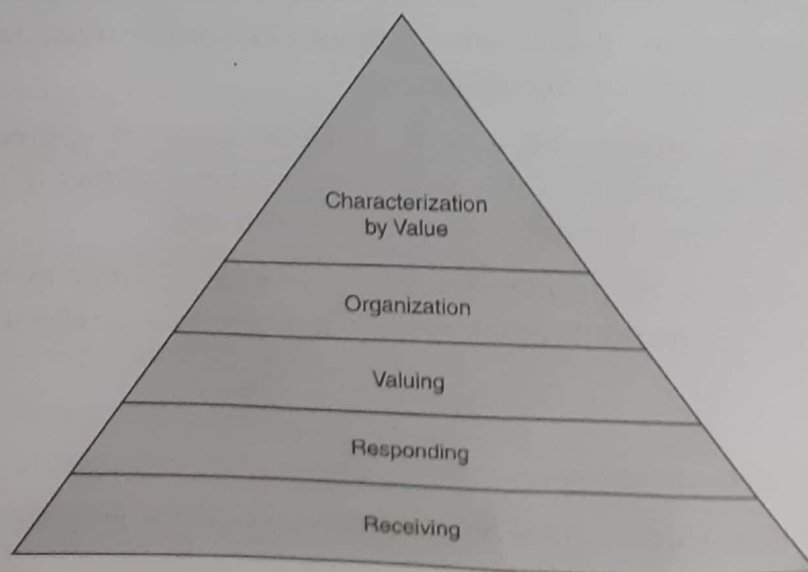 Characterization
by Value
Organization
Valuing
Responding
Receiving